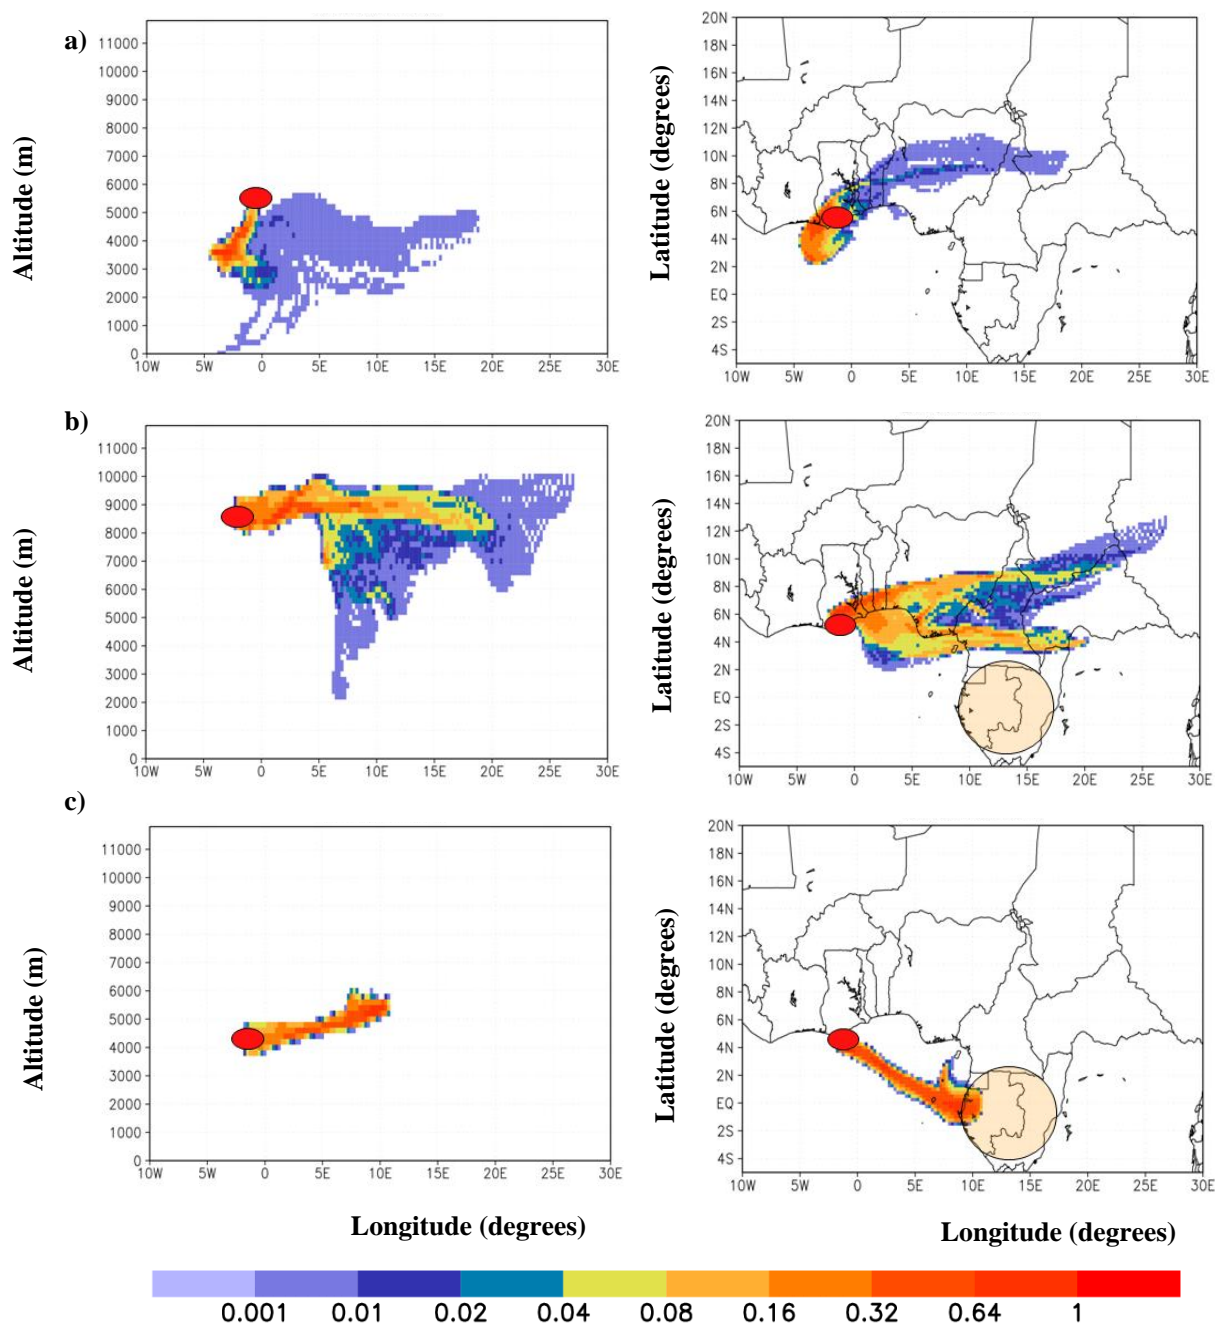 a)
Altitude (m)
11000
10000
9000
8000
7000
6000
5000
4000
3000
2000
1000
0
10W 5W 0 5E 10E 15E 20E 25E 30E
Latitude (degrees)
20N
18N
16N
14N
12N
10N
8N
6N
4N
2N
EQ
2S
4S
10W 5W 0 5E 10E 15E 20E 25E 30E
b)
Altitude (m)
11000
10000
9000
8000
7000
6000
5000
4000
3000
2000
1000
0
10W 5W 0 5E 10E 15E 20E 25E 30E
Latitude (degrees)
20N
18N
16N
14N
12N
10N
8N
6N
4N
2N
EQ
2S
4S
10W 5W 0 5E 10E 15E 20E 25E 30E
c)
Altitude (m)
11000
10000
9000
8000
7000
6000
5000
4000
3000
2000
1000
0
10W 5W 0 5E 10E 15E 20E 25E 30E
Latitude (degrees)
20N
18N
16N
14N
12N
10N
8N
6N
4N
2N
EQ
2S
4S
10W 5W 0 5E 10E 15E 20E 25E 30E
Longitude (degrees)
Longitude (degrees)
0.001 0.01 0.02 0.04 0.08 0.16 0.32 0.64 1